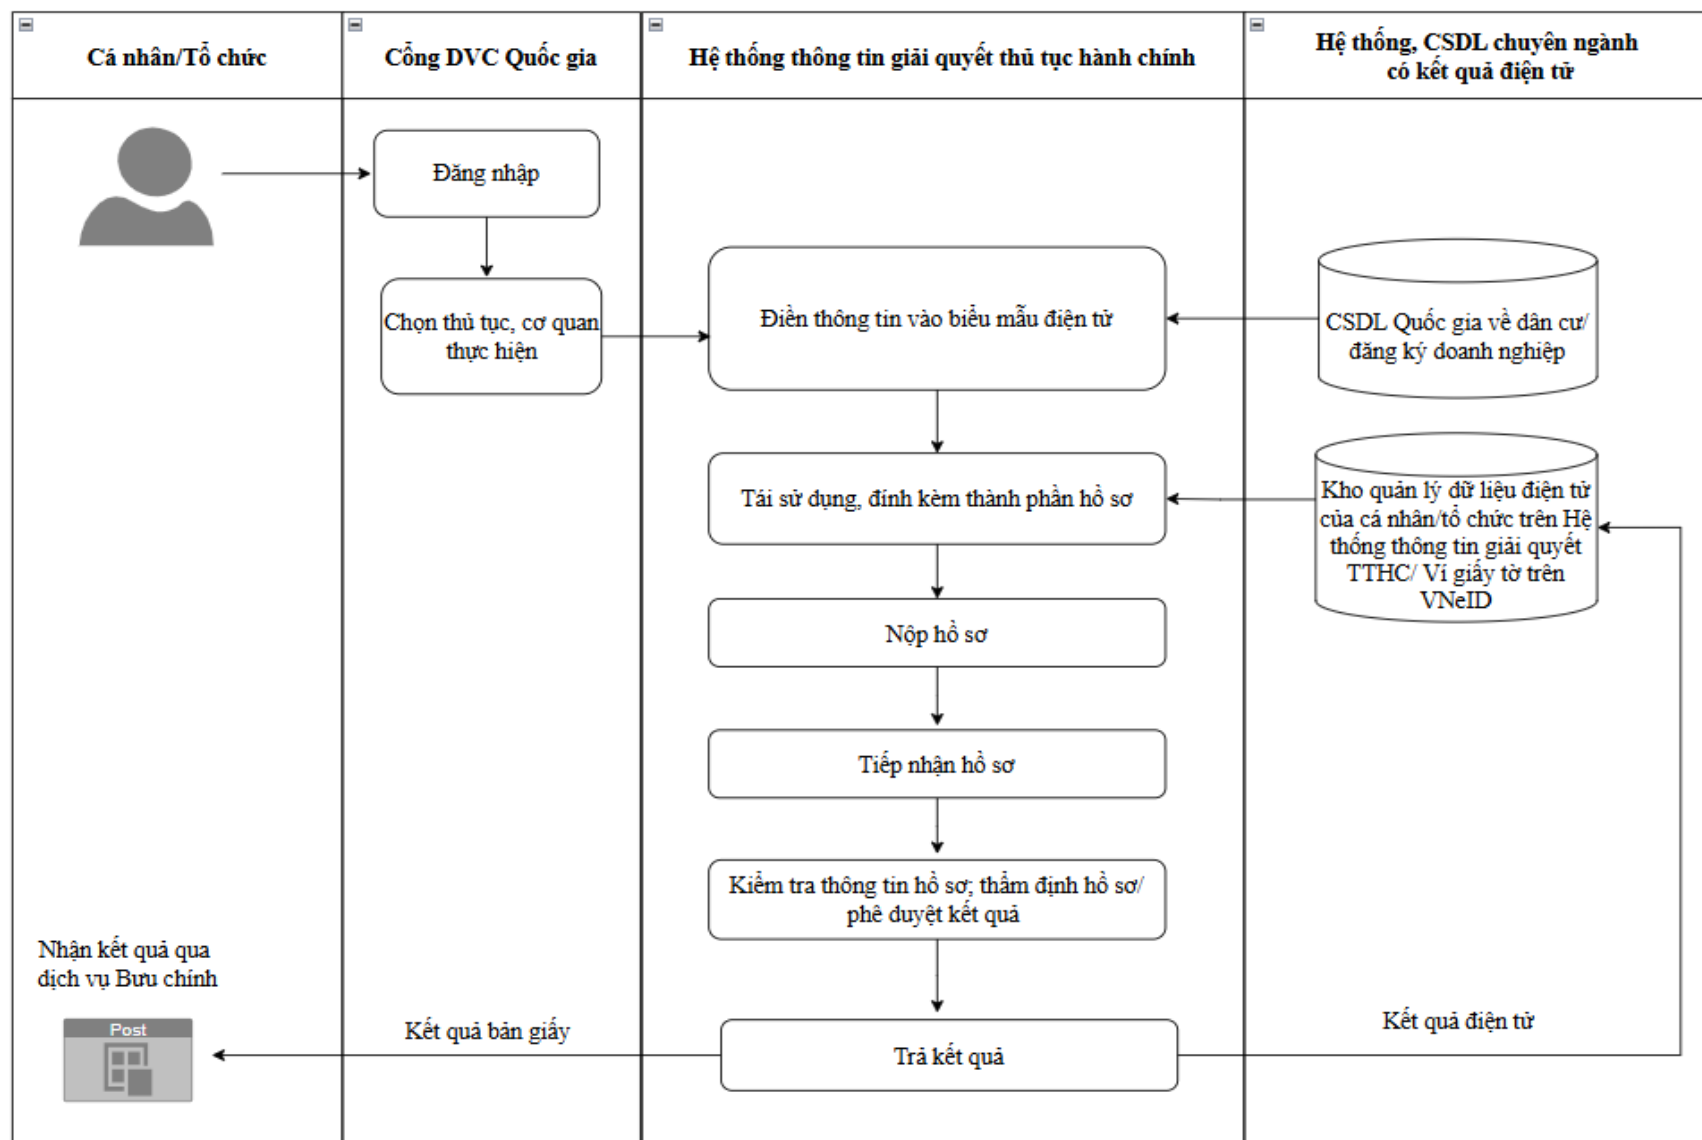 Cá nhân/Tổ chức
Cổng DVC Quốc gia
Hệ thống thông tin giải quyết thủ tục hành chính
Hệ thống, CSDL chuyên ngành
có kết quả điện tử
Đăng nhập
Chọn thủ tục, cơ quan
thực hiện
Điền thông tin vào biểu mẫu điện tử
CSDL Quốc gia về dân cư/
đăng ký doanh nghiệp
Tái sử dụng, đính kèm thành phần hồ sơ
Kho quản lý dữ liệu điện tử
của cá nhân/tổ chức trên Hệ
thống thông tin giải quyết
TTHC/ Ví giấy tờ trên
VNeID
Nộp hồ sơ
Tiếp nhận hồ sơ
Kiểm tra thông tin hồ sơ; thẩm định hồ sơ/
phê duyệt kết quả
Nhận kết quả qua
dịch vụ Bưu chính
Post
Kết quả bản giấy
Trả kết quả
Kết quả điện tử